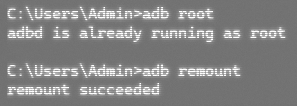 C:\Users\Admin>adb root
adbd is already running as root
C:\Users\Admin>adb remount
remount succeeded